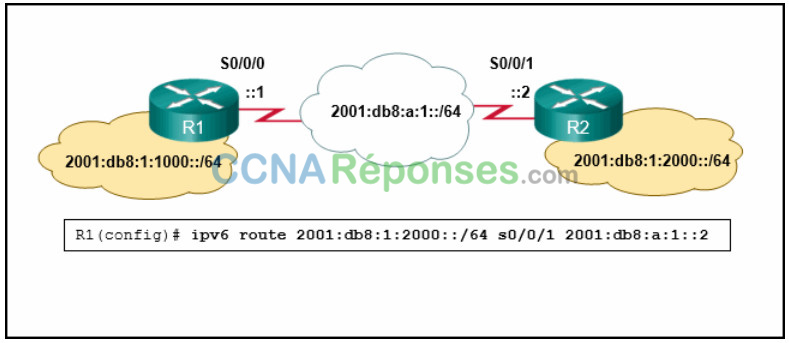 S0/0/0
S0/0/1
::1
::2
2001:db8:a:1::/64
R1
R2
2001:db8:1:1000::/64
2001:db8:1:2000::/64
CCNARéponses.com
R1(config)# ipv6 route 2001:db8:1:2000::/64 s0/0/1 2001:db8:a:1::2